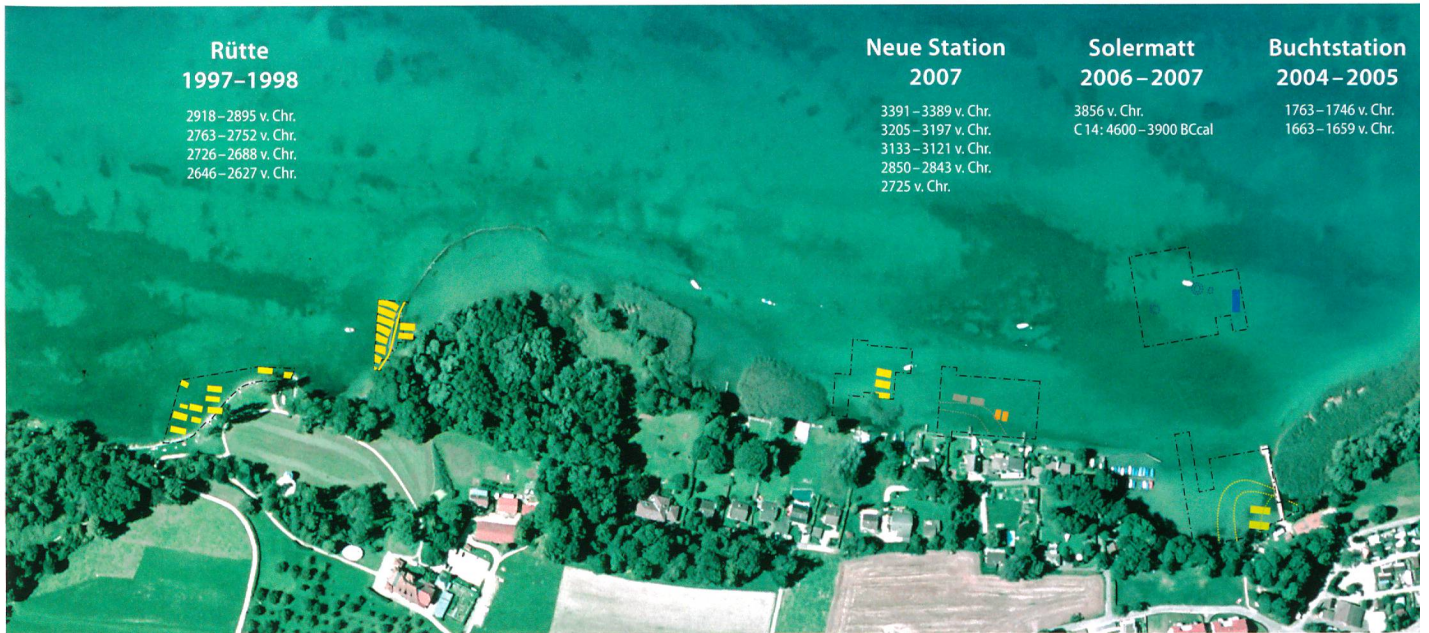 Rütte
1997–1998
2918–2895 v. Chr.
2763–2752 v. Chr.
2726–2688 v. Chr.
2646–2627 v. Chr.
Neue Station
2007
3391–3389 v. Chr.
3205–3197 v. Chr.
3133–3121 v. Chr.
2850–2843 v. Chr.
2725 v. Chr.
Solermatt
2006–2007
3856 v. Chr.
C14: 4600–3900 BCcal
Buchtstation
2004–2005
1763–1746 v. Chr.
1663–1659 v. Chr.